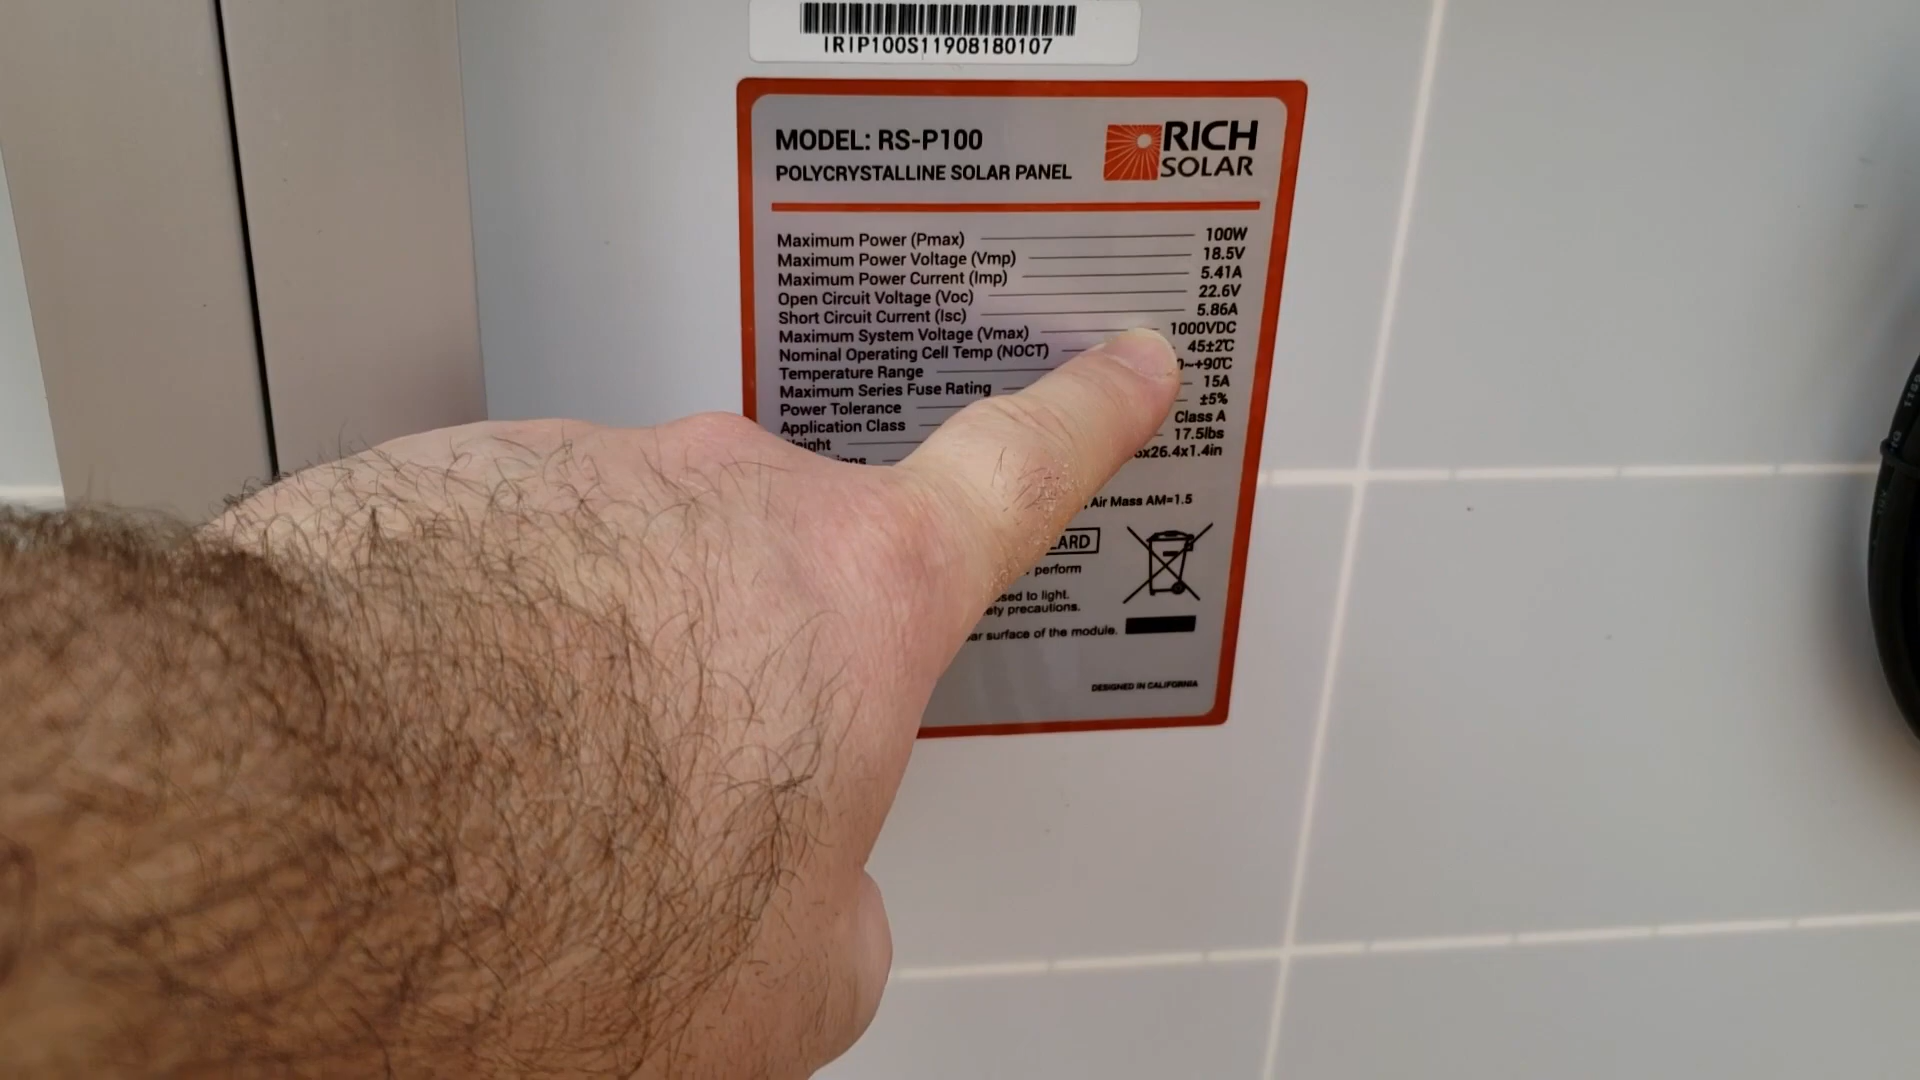 IRIP100S11908180107
MODEL: RS-P100
POLYCRYSTALLINE SOLAR PANEL
RICH
SOLAR
Maximum Power (Pmax) 100W
Maximum Power Voltage (Vmp) 18.5V
Maximum Power Current (Imp) 5.41A
Open Circuit Voltage (Voc) 22.6V
Short Circuit Current (Isc) 5.86A
Maximum System Voltage (Vmax) 1000VDC
Nominal Operating Cell Temp (NOCT) 45±2℃
Temperature Range ~+90℃
Maximum Series Fuse Rating 15A
Power Tolerance ±5%
Application Class Class A
17.5lbs
x26.4x1.4in
Air Mass AM=1.5
perform
to light.
precautions.
surface of the module.
DESIGNED IN CALIFORNIA